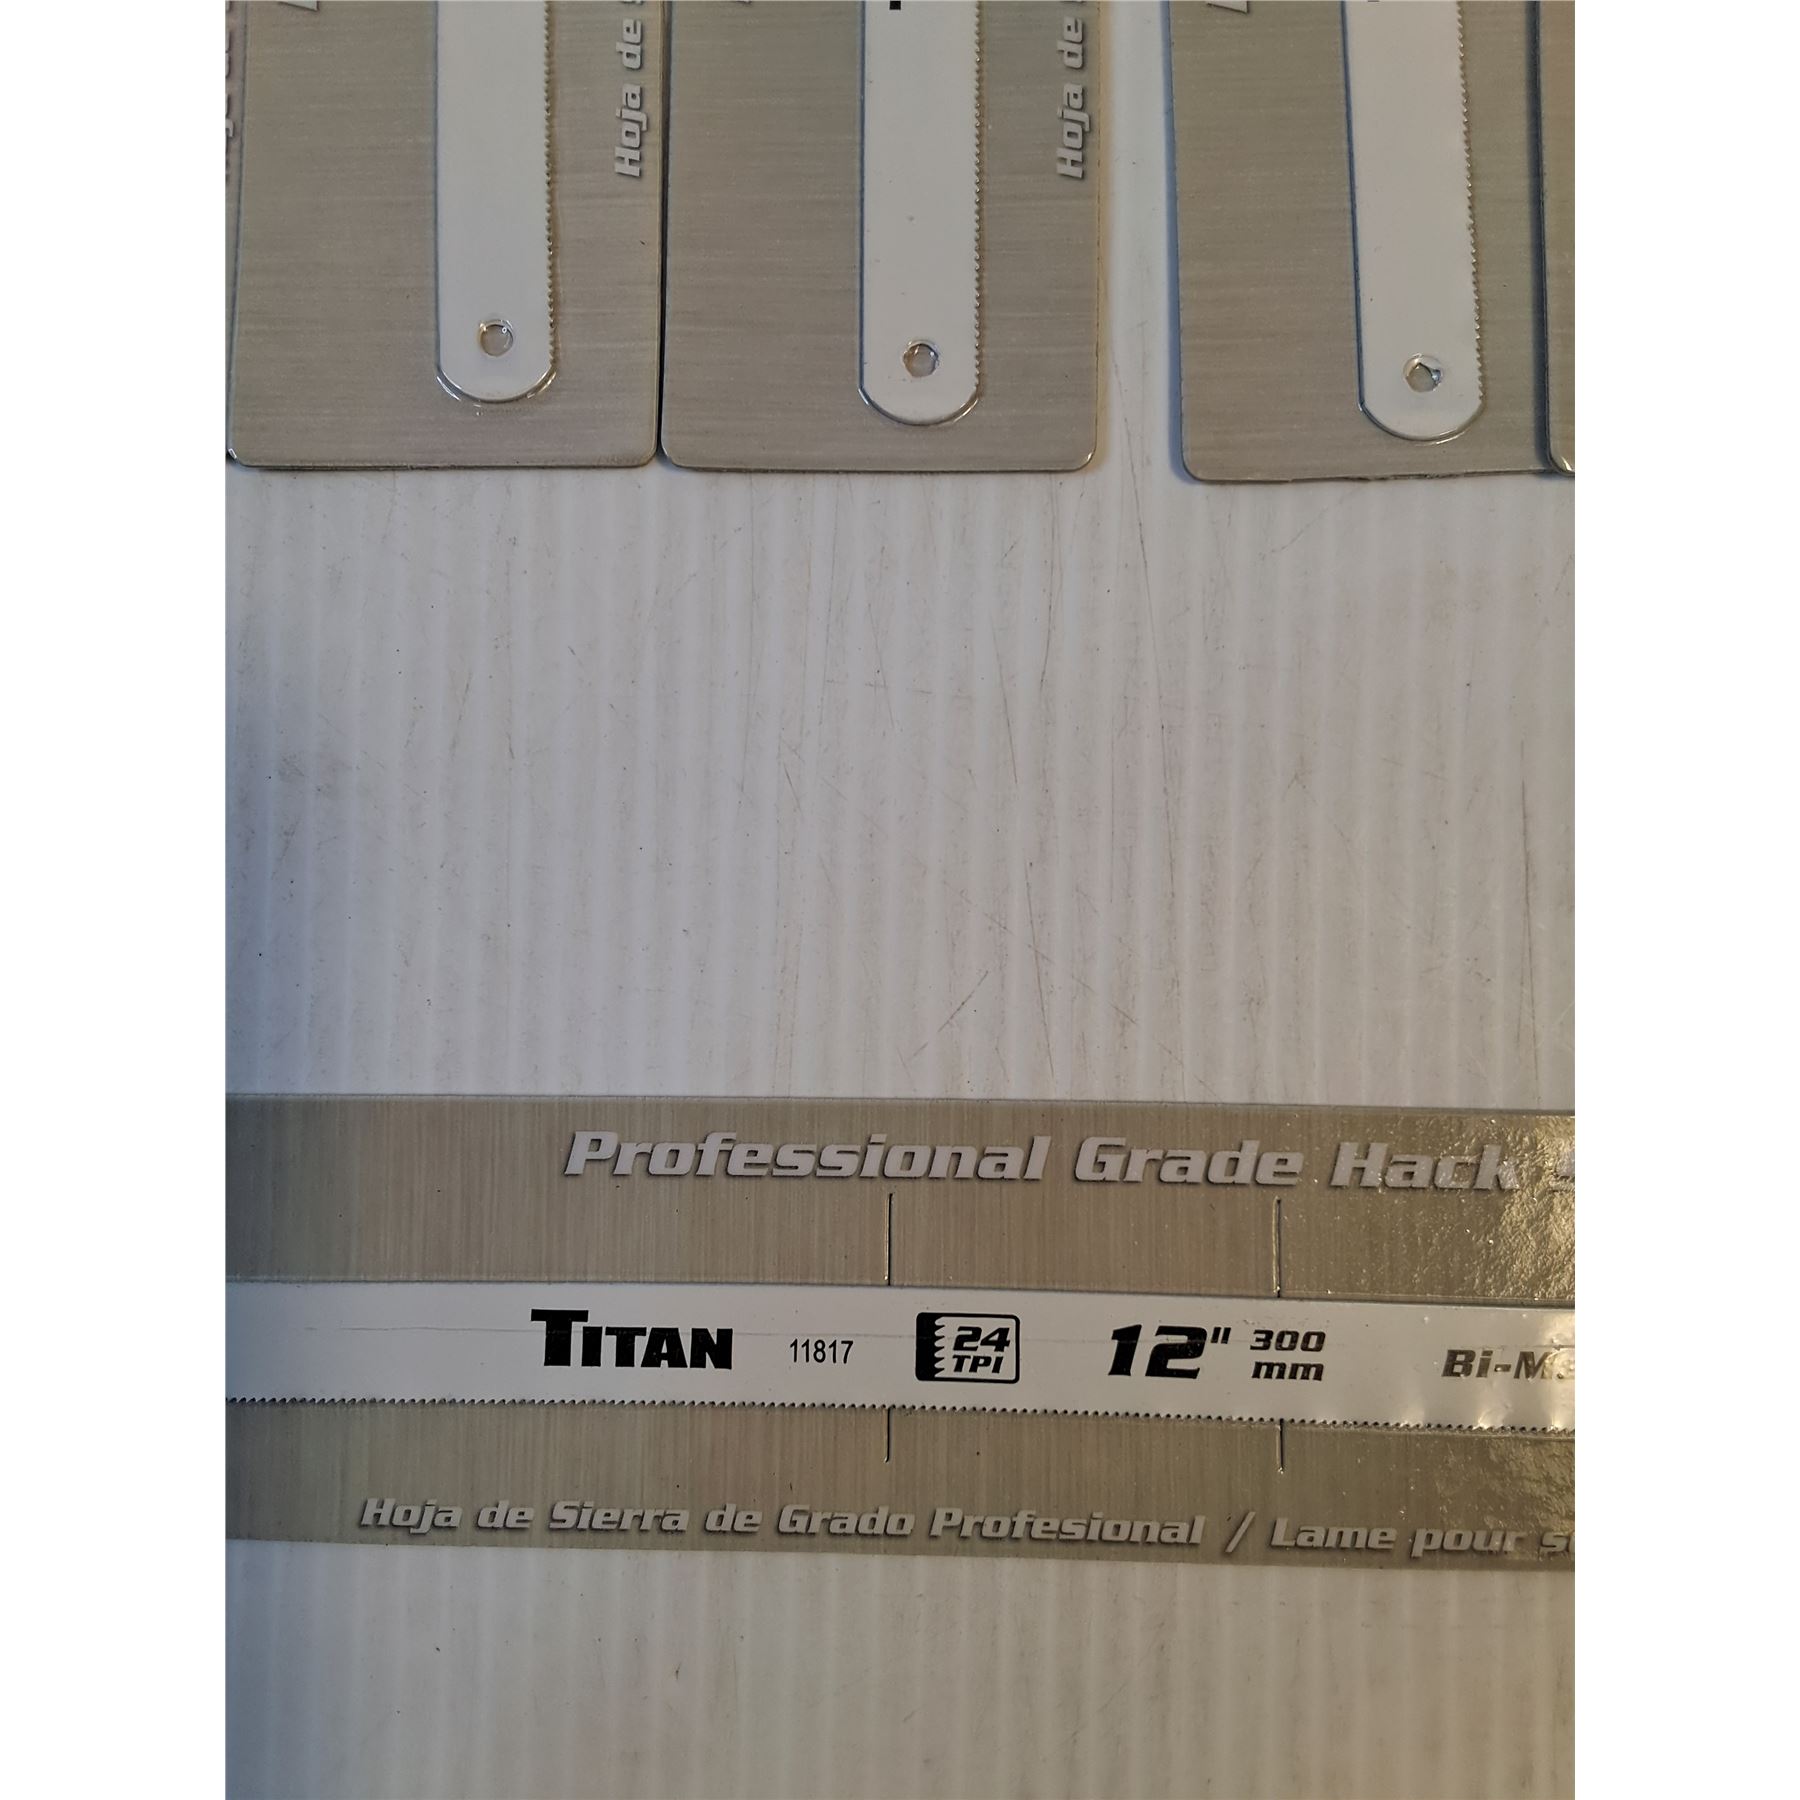 Hoja de
Hoja de
Professional Grade Hack
TITAN 11817 24 TPI 12" 300 mm Bi-M
Hoja de Sierra de Grado Profesional / Lame pour